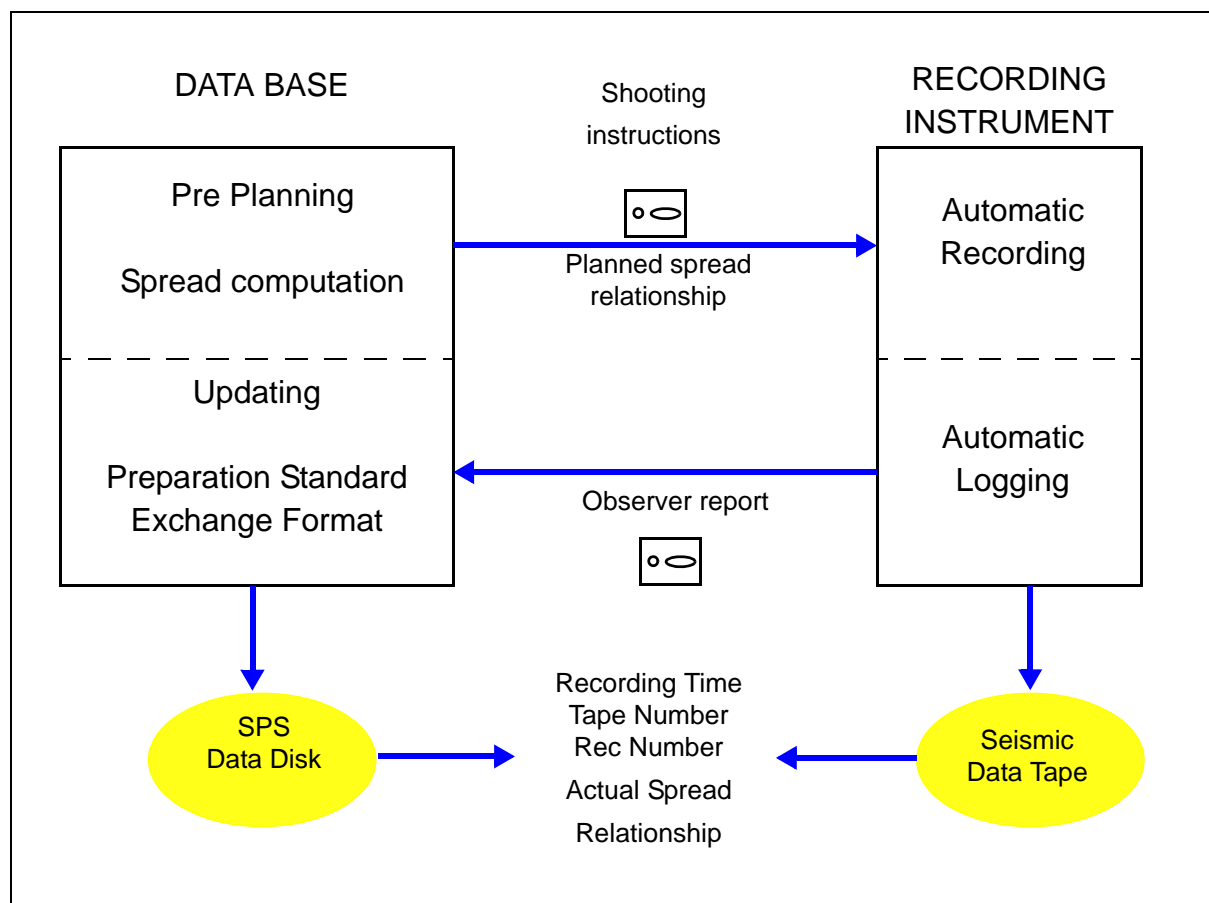 DATA BASE
Pre Planning
Spread computation
Updating
Preparation Standard
Exchange Format
Shooting
instructions
Planned spread
relationship
Observer report
RECORDING
INSTRUMENT
Automatic
Recording
Automatic
Logging
SPS
Data Disk
Recording Time
Tape Number
Rec Number
Actual Spread
Relationship
Seismic
Data Tape